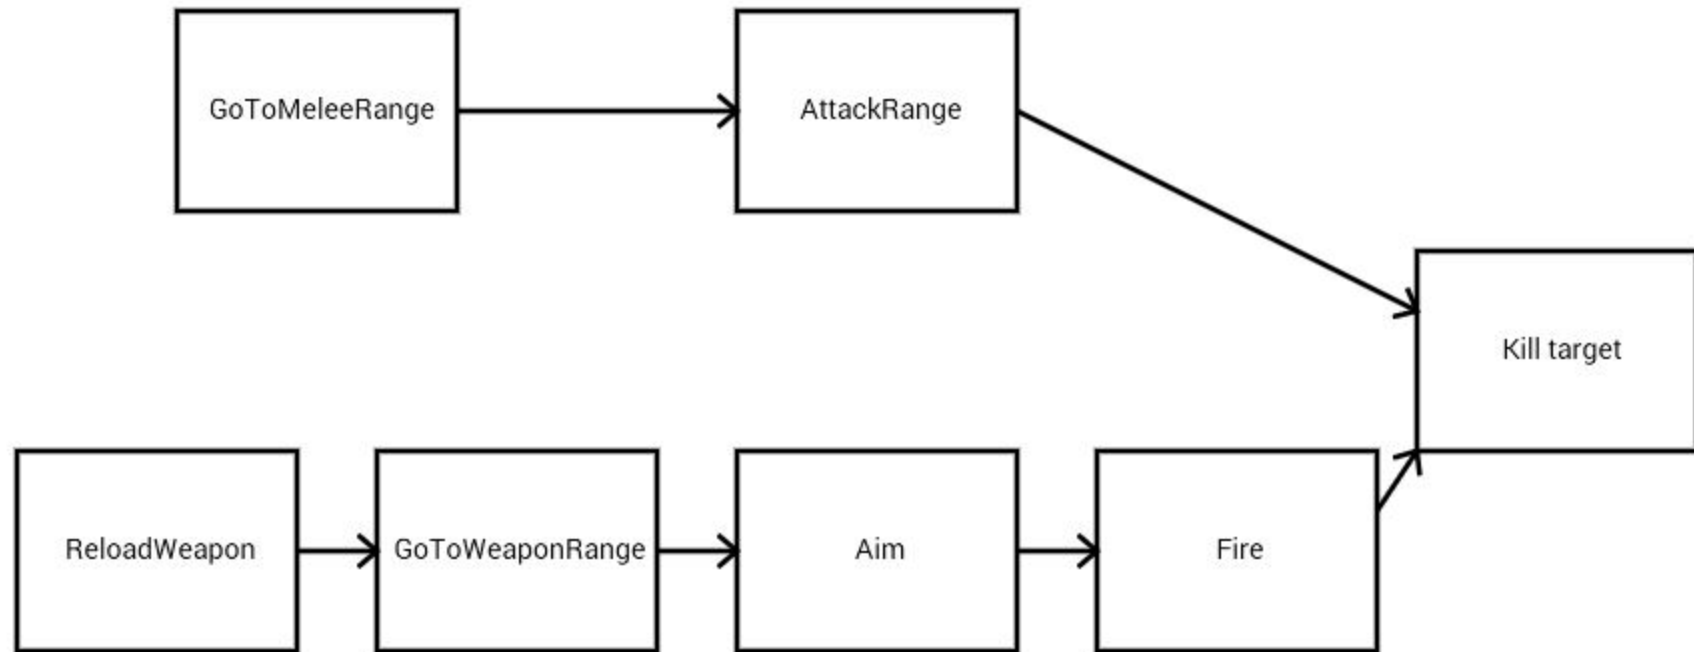 GoToMeleeRange
AttackRange
Kill target
ReloadWeapon
GoToWeaponRange
Aim
Fire